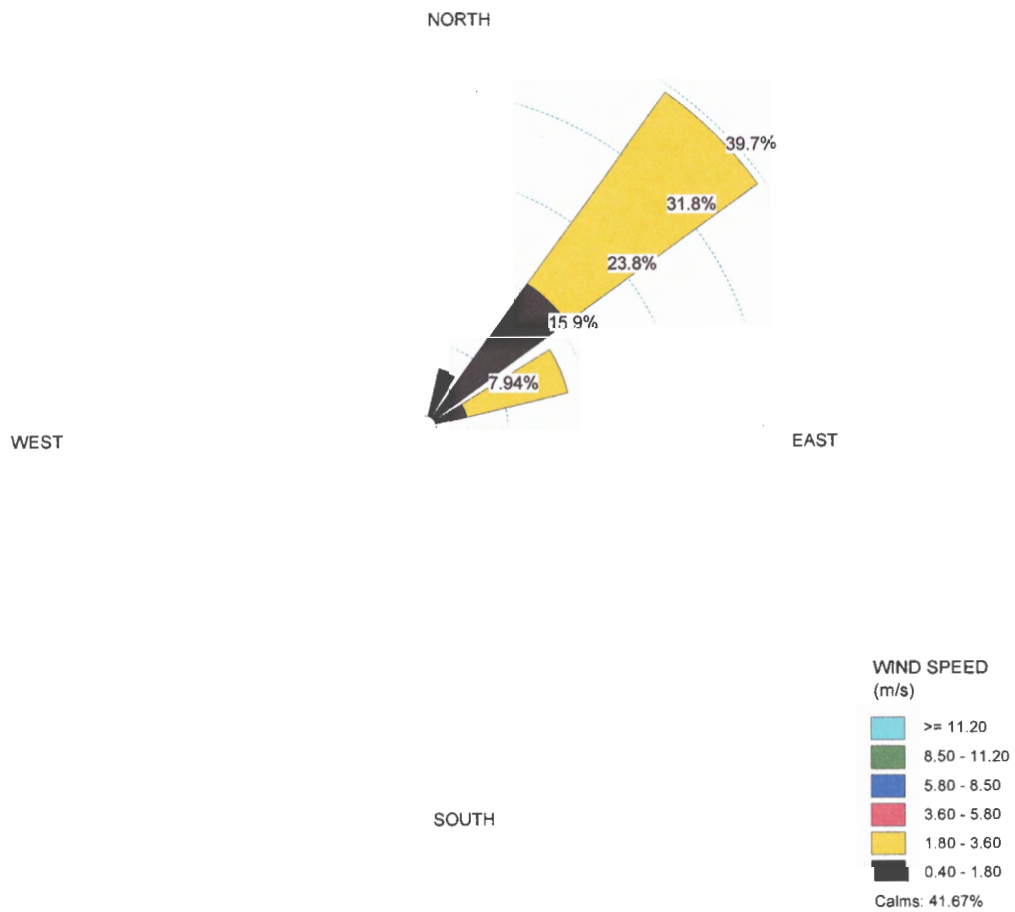 NORTH
39.7%
31.8%
23.8%
15.9%
7.94%
WEST
EAST
SOUTH
WIND SPEED
(m/s)
>= 11.20
8.50 - 11.20
5.80 - 8.50
3.60 - 5.80
1.80 - 3.60
0.40 - 1.80
Calms: 41.67%